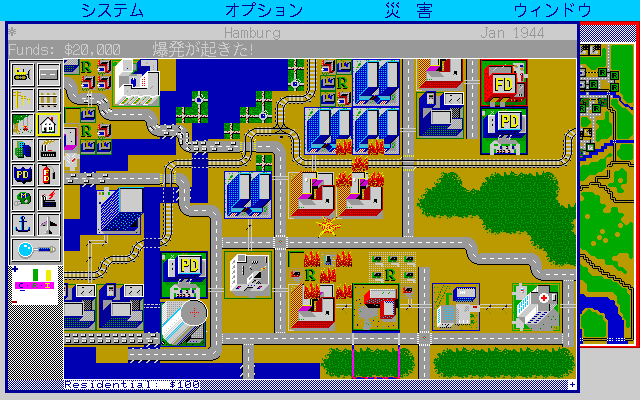 システム オプション 災 害 ウィンドウ
Hamburg Jan 1944
Funds: $20,000 爆発が起きた!
R
R
FD
PD
R
PD
PD
R
R
Residential: $100